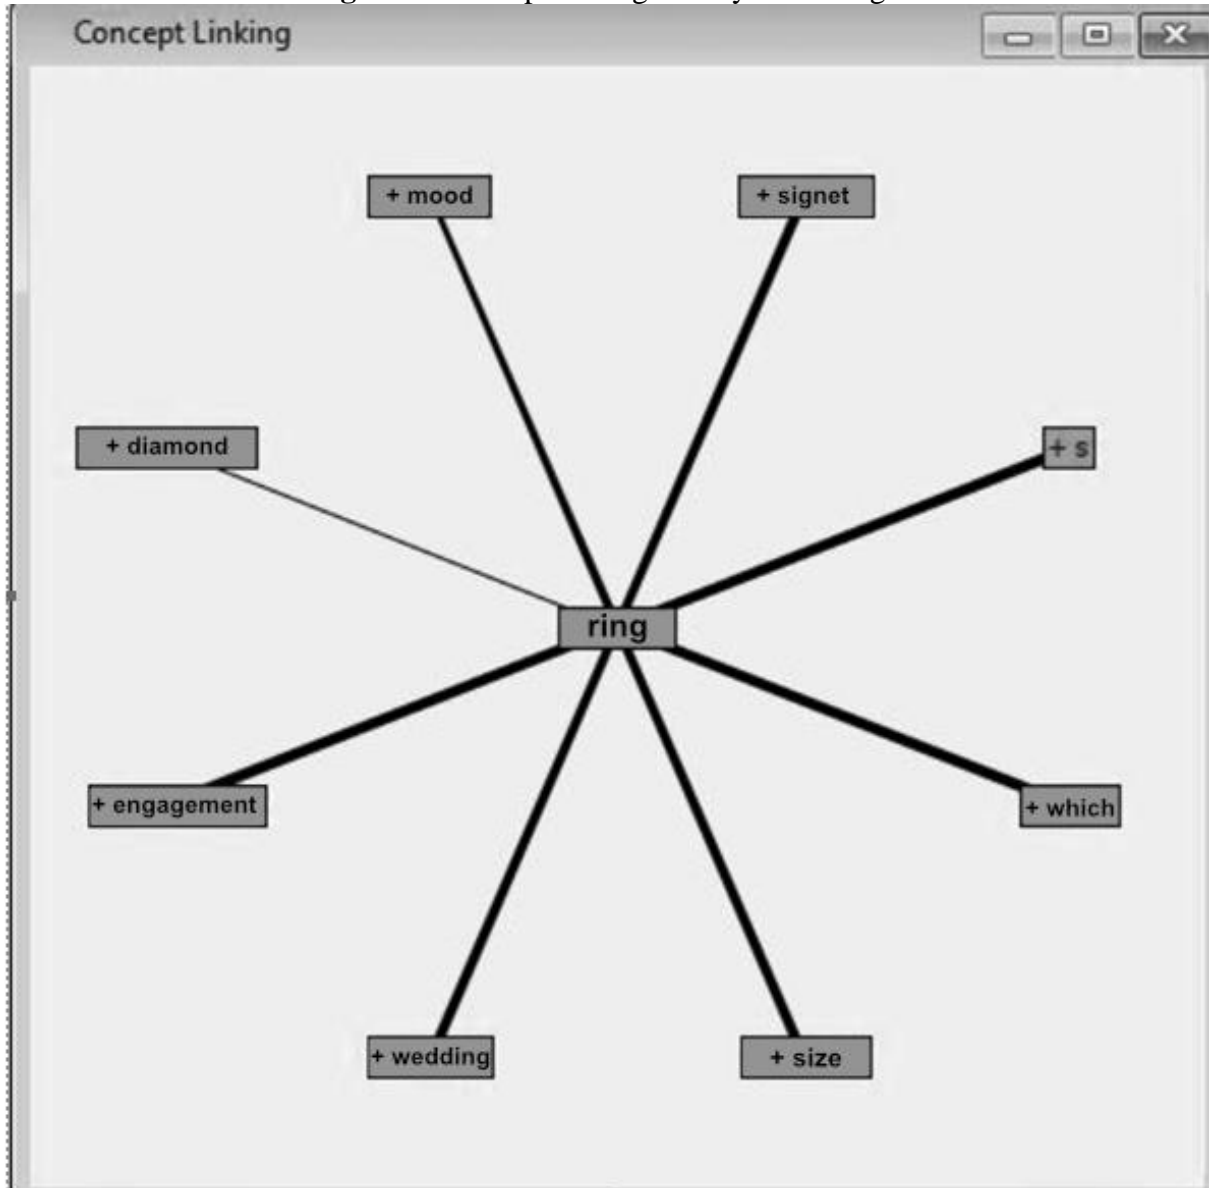 Concept Linking
+ mood
+ signet
+ diamond
+ s
ring
+ engagement
+ which
+ wedding
+ size